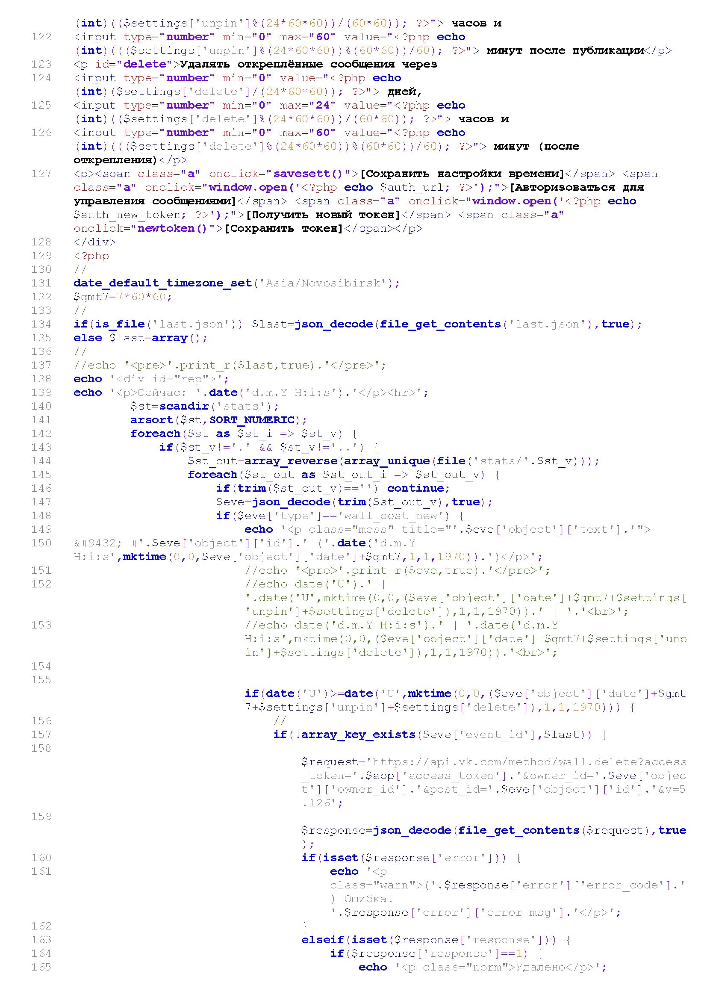 (int)(($settings['unpin']%(24*60*60))/(60*60)); ?>"> часов и
122 <input type="number" min="0" max="60" value="<?php echo
(int)((($settings['unpin']%(24*60*60))%(60*60))/60); ?>"> минут после публикации</p>
123 <p id="delete">Удалять откреплённые сообщения через
124 <input type="number" min="0" value="<?php echo
(int)($settings['delete']/(24*60*60)); ?>"> дней,
125 <input type="number" min="0" max="24" value="<?php echo
(int)(($settings['delete']%(24*60*60))/(60*60)); ?>"> часов и
126 <input type="number" min="0" max="60" value="<?php echo
(int)((($settings['delete']%(24*60*60))%(60*60))/60); ?>"> минут (после
открепления)</p>
127 <p><span class="a" onclick="savesett()">[Сохранить настройки времени]</span> <span
class="a" onclick="window.open('<?php echo $auth_url; ?>');">[Авторизоваться для
управления сообщениями]</span> <span class="a" onclick="window.open('<?php echo
$auth_new_token; ?>');">[Получить новый токен]</span> <span class="a"
onclick="newtoken()">[Сохранить токен]</span></p>
128 </div>
129 <?php
130 //
131 date_default_timezone_set('Asia/Novosibirsk');
132 $gmt7=7*60*60;
133 //
134 if(is_file('last.json')) $last=json_decode(file_get_contents('last.json'),true);
135 else $last=array();
136 //
137 //echo '<pre>'.print_r($last,true).'</pre>';
138 echo '<div id="rep">';
139 echo '<p>Сейчас: '.date('d.m.Y H:i:s').'</p><hr>';
140 $st=scandir('stats');
141 arsort($st,SORT_NUMERIC);
142 foreach($st as $st_i => $st_v) {
143 if($st_v!='.' && $st_v!='..') {
144 $st_out=array_reverse(array_unique(file('stats/'.$st_v)));
145 foreach($st_out as $st_out_i => $st_out_v) {
146 if(trim($st_out_v)=='') continue;
147 $eve=json_decode(trim($st_out_v),true);
148 if($eve['type']=='wall_post_new') {
149 echo '<p class="mess" title="'.$eve['object']['text'].'">
150 &#9432; #'.$eve['object']['id'].' ('.date('d.m.Y
H:i:s',mktime(0,0,$eve['object']['date']+$gmt7,1,1,1970)).')</p>';
151 //echo '<pre>'.print_r($eve,true).'</pre>';
152 //echo date('U').' |
'.date('U',mktime(0,0,($eve['object']['date']+$gmt7+$settings[
'unpin']+$settings['delete']),1,1,1970)).' | '.'<br>';
153 //echo date('d.m.Y H:i:s').' | '.date('d.m.Y
H:i:s',mktime(0,0,($eve['object']['date']+$gmt7+$settings['unp
in']+$settings['delete']),1,1,1970)).'<br>';
154
155
if(date('U')>=date('U',mktime(0,0,($eve['object']['date']+$gmt
7+$settings['unpin']+$settings['delete']),1,1,1970))) {
156 //
157 if(!array_key_exists($eve['event_id'],$last)) {
158
$request='https://api.vk.com/method/wall.delete?access
_token='.$app['access_token'].'&owner_id='.$eve['objec
t']['owner_id'].'&post_id='.$eve['object']['id'].'&v=5
.126';
159
$response=json_decode(file_get_contents($request),true
);
160 if(isset($response['error'])) {
161 echo '<p
class="warn">('.$response['error']['error_code'].'
) Ошибка!
'.$response['error']['error_msg'].'</p>';
162 }
163 elseif(isset($response['response'])) {
164 if($response['response']==1) {
165 echo '<p class="norm">Удалено</p>';